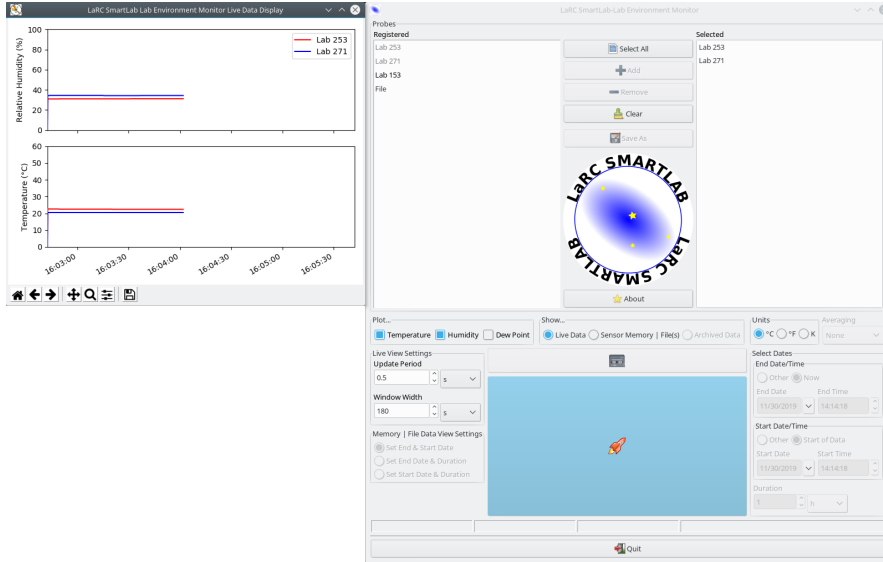 LaRC SmartLab Lab Environment Monitor Live Data Display
100
80
60
40
20
0
Relative Humidity (%)
Lab 253
Lab 271
60
50
40
30
20
10
0
Temperature (°C)
16:03:00
16:03:30
16:04:00
16:04:30
16:05:00
16:05:30
LaRC SmartLab-Lab Environment Monitor
Probes
Registered
Lab 253
Lab 271
Lab 153
File
Select All
Add
Remove
Clear
Save As
LaRC SMARTLAB
LaRC SMARTLAB
About
Selected
Lab 253
Lab 271
Plot...
Temperature
Humidity
Dew Point
Show...
Live Data
Sensor Memory | File(s)
Archived Data
Units
°C
°F
K
Averaging
None
Live View Settings
Update Period
0.5
s
Window Width
180
s
Memory | File Data View Settings
Set End & Start Date
Set End Date & Duration
Set Start Date & Duration
Select Dates
End Date/Time
Other
Now
End Date
End Time
11/30/2019
14:14:18
Start Date/Time
Other
Start of Data
Start Date
Start Time
11/30/2019
14:14:18
Duration
1
h
Quit